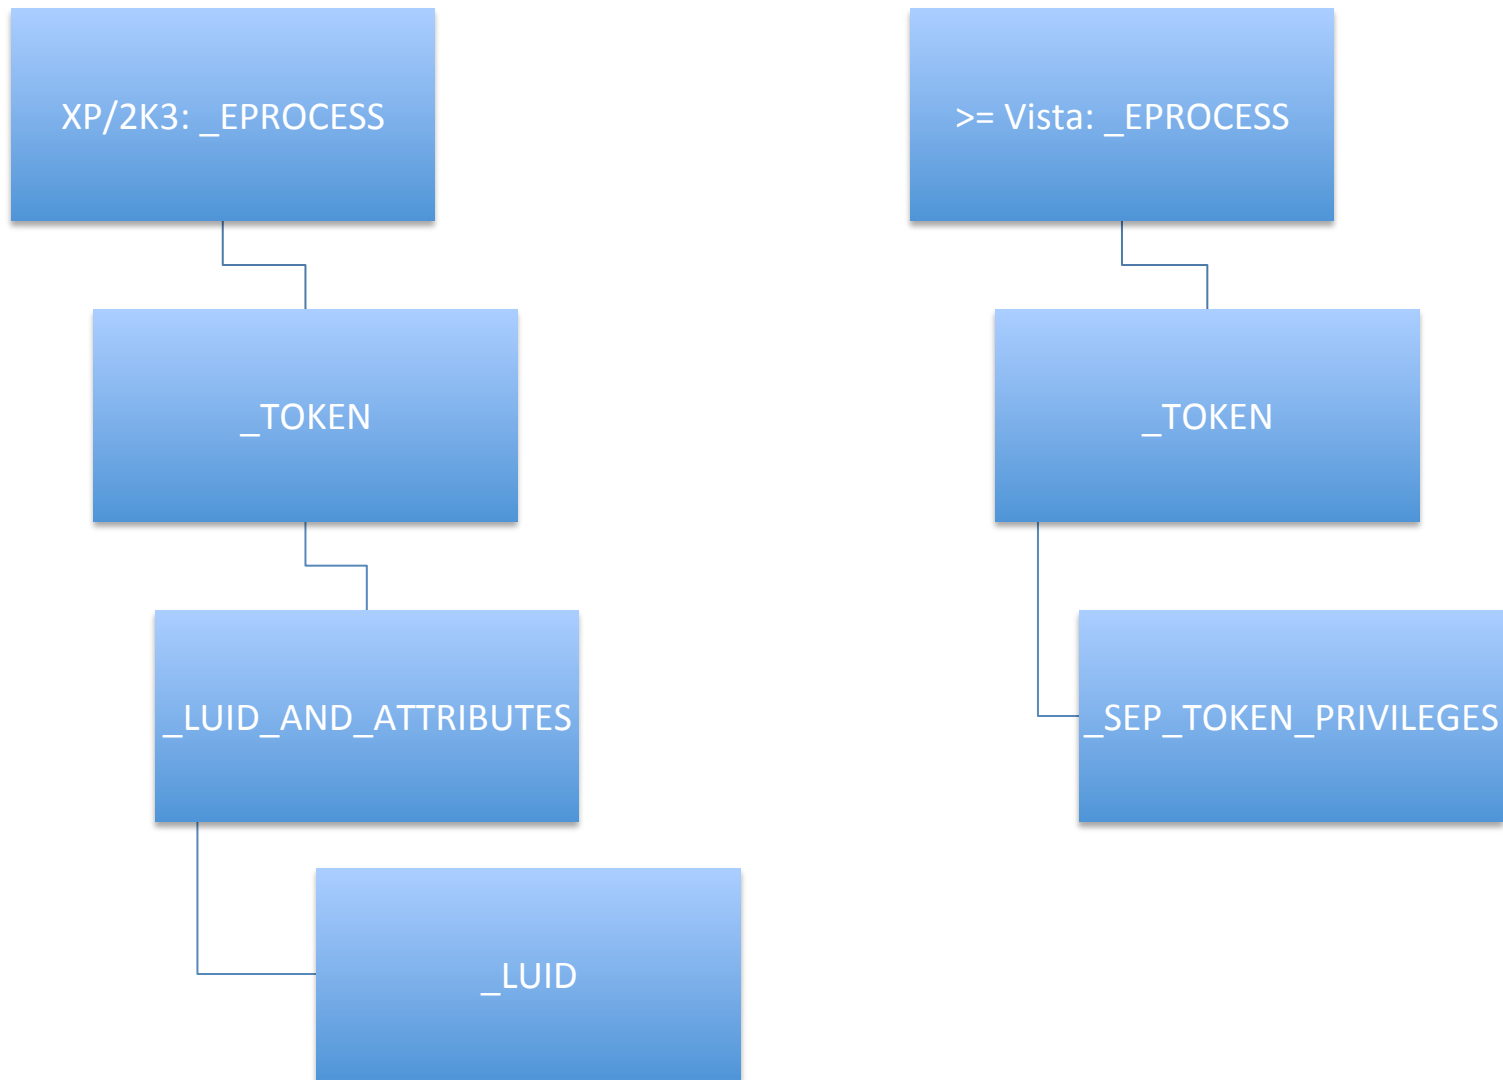 XP/2K3: _EPROCESS
>= Vista: _EPROCESS
_TOKEN
_TOKEN
_LUID_AND_ATTRIBUTES
_SEP_TOKEN_PRIVILEGES
_LUID